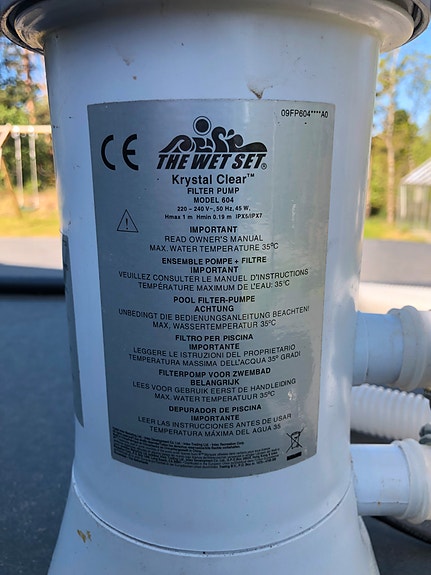 09FP604****A0
CE
THE WET SET®
Krystal Clear™
FILTER PUMP
MODEL 604
220 - 240 V~, 50 Hz, 45 W,
Hmax 1 m Hmin 0.19 m IPX5/IPX7
IMPORTANT
READ OWNER'S MANUAL
MAX. WATER TEMPERATURE 35ºC
ENSEMBLE POMPE + FILTRE
IMPORTANT
VEUILLEZ CONSULTER LE MANUEL D'INSTRUCTIONS
TEMPÉRATURE MAXIMUM DE L'EAU: 35ºC
POOL FILTER-PUMPE
ACHTUNG
UNBEDINGT DIE BEDIENUNGSANLEITUNG BEACHTEN!
MAX, WASSERTEMPERATUR 35ºC
FILTRO PER PISCINA
IMPORTANTE
LEGGERE LE ISTRUZIONI DEL PROPRIETARIO
TEMPERATURA MASSIMA DELL'ACQUA 35º GRADI
FILTERPOMP VOOR ZWEMBAD
BELANGRIJK
LEES VOOR GEBRUIK EERST DE HANDLEIDING
MAX. WATERTEMPERATUUR 35ºC
DEPURADOR DE PISCINA
IMPORTANTE
LEER LAS INSTRUCCIONES ANTES DE USAR
TEMPERATURA MÁXIMA DEL AGUA 35